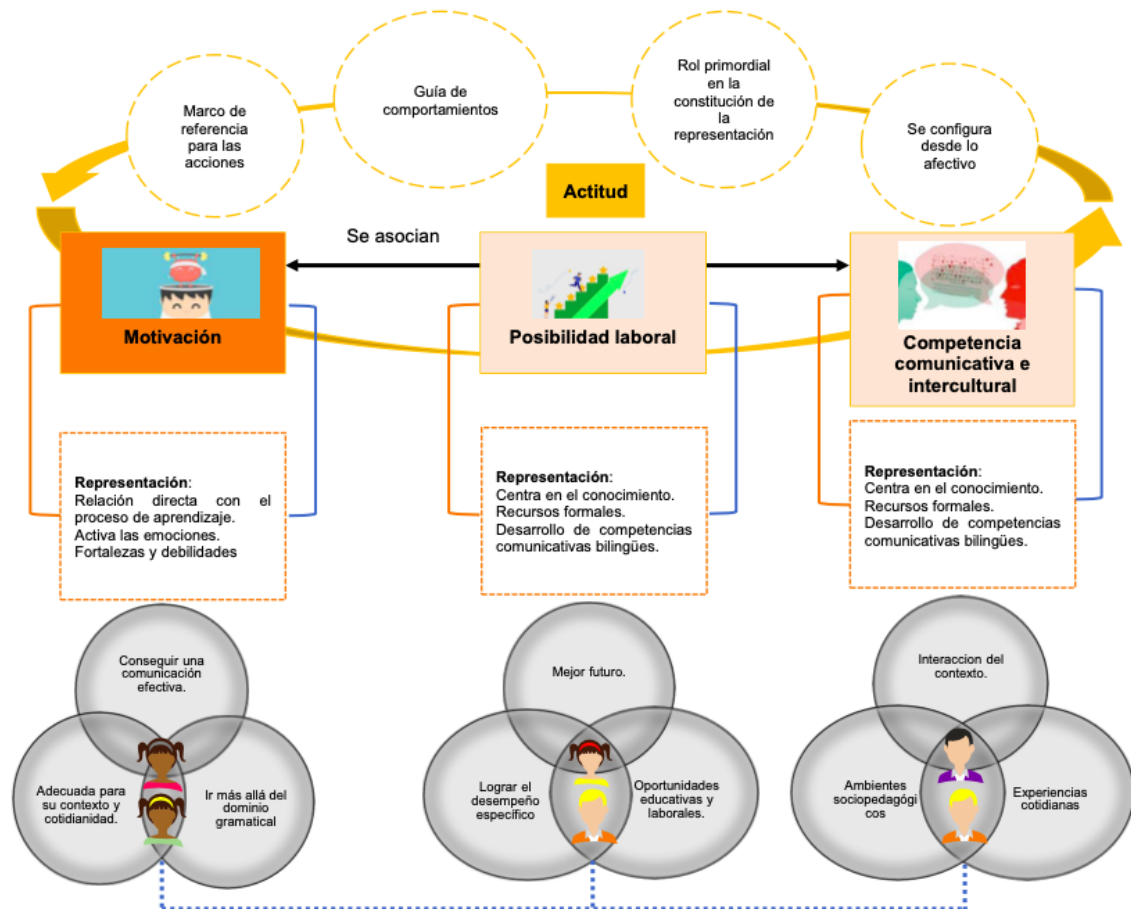 Marco de
referencia
para las
acciones
Guía de
comportamientos
Rol primordial
en la
constitución de
la
representación
Se configura
desde lo
afectivo
Actitud
Se asocian
Motivación
Posibilidad laboral
Competencia
comunicativa e
intercultural
Representación:
Relación directa con el
proceso de aprendizaje.
Activa las emociones.
Fortalezas y debilidades
Representación:
Centra en el conocimiento.
Recursos formales.
Desarrollo de competencias
comunicativas bilingües.
Representación:
Centra en el conocimiento.
Recursos formales.
Desarrollo de competencias
comunicativas bilingües.
Conseguir una
comunicación
efectiva.
Adecuada para
su contexto y
cotidianidad.
Ir más allá del
dominio
gramatical
Mejor futuro.
Lograr el
desempeño
específico
Oportunidades
educativas y
laborales.
Interaccion del
contexto.
Ambientes
sociopedagógi
cos
Experiencias
cotidianas